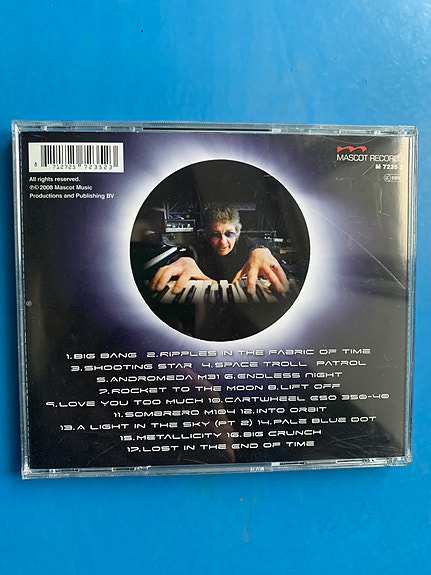 MASCOT RECORDS
M 7235 2
8 712725 723523
All rights reserved.
℗© 2008 Mascot Music
Productions and Publishing BV
1.BIG BANG 2.RIPPLES IN THE FABRIC OF TIME
3.SHOOTING STAR 4.SPACE TROLL PATROL
5.ANDROMEDA M31 6.ENDLESS NIGHT
7.ROCKET TO THE MOON 8.LIFT OFF
9.LOVE YOU TOO MUCH 10.CARTWHEEL ESO 350-40
11.SOMBRERO M104 12.INTO ORBIT
13.A LIGHT IN THE SKY (PT 2) 14.PALE BLUE DOT
15.METALLICITY 16.BIG CRUNCH
17.LOST IN THE END OF TIME